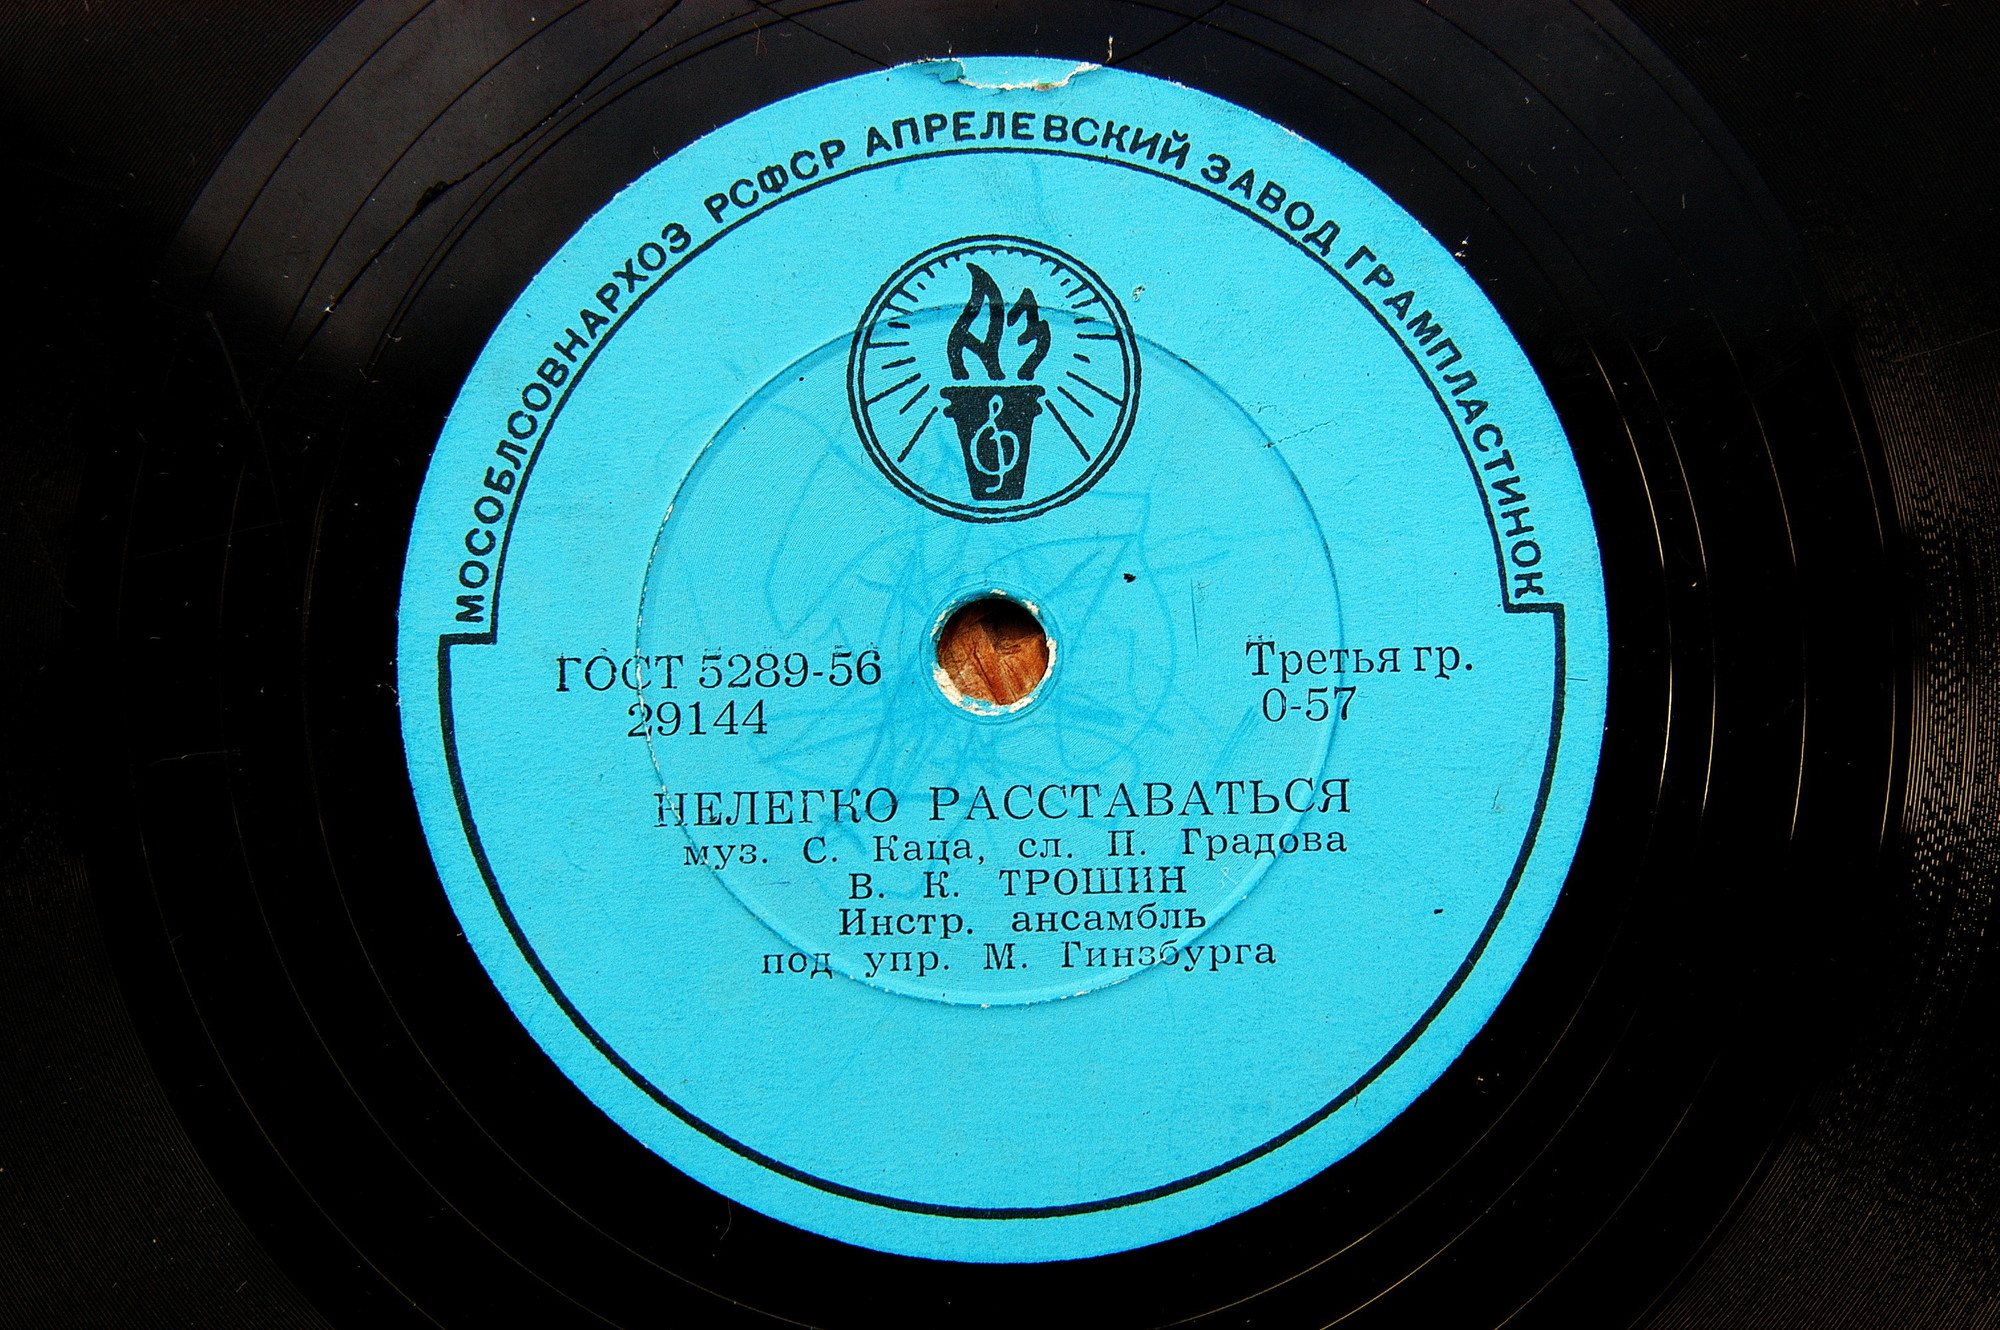 МОСОБЛСОВНАРХОЗ РСФСР АПРЕЛЕВСКИЙ ЗАВОД ГРАМПЛАСТИНОК
АЗ
ГОСТ 5289-56
29144
Третья гр.
0-57
НЕЛЕГКО РАССТАВАТЬСЯ
муз. С. Каца, сл. П. Градова
В. К. ТРОШИН
Инстр. ансамбль
под упр. М. Гинзбурга